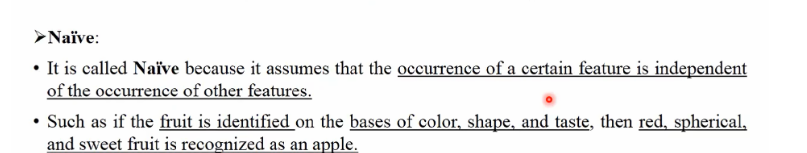 ➢Naïve:
• It is called Naïve because it assumes that the occurrence of a certain feature is independent
of the occurrence of other features.
• Such as if the fruit is identified on the bases of color, shape, and taste, then red, spherical,
and sweet fruit is recognized as an apple.